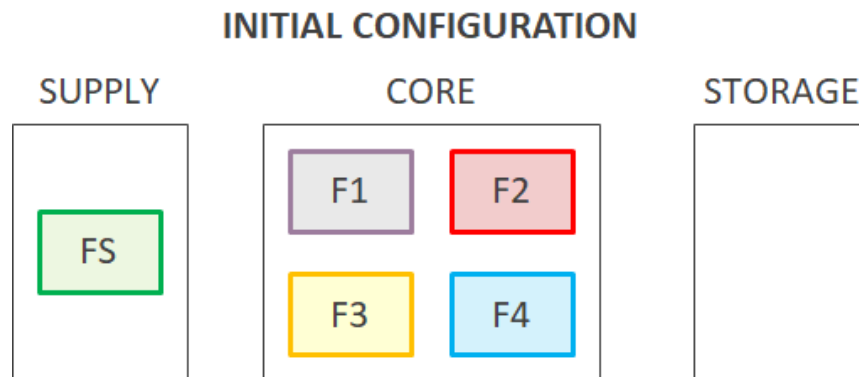 INITIAL CONFIGURATION
SUPPLY CORE STORAGE
F1 F2
FS
F3 F4